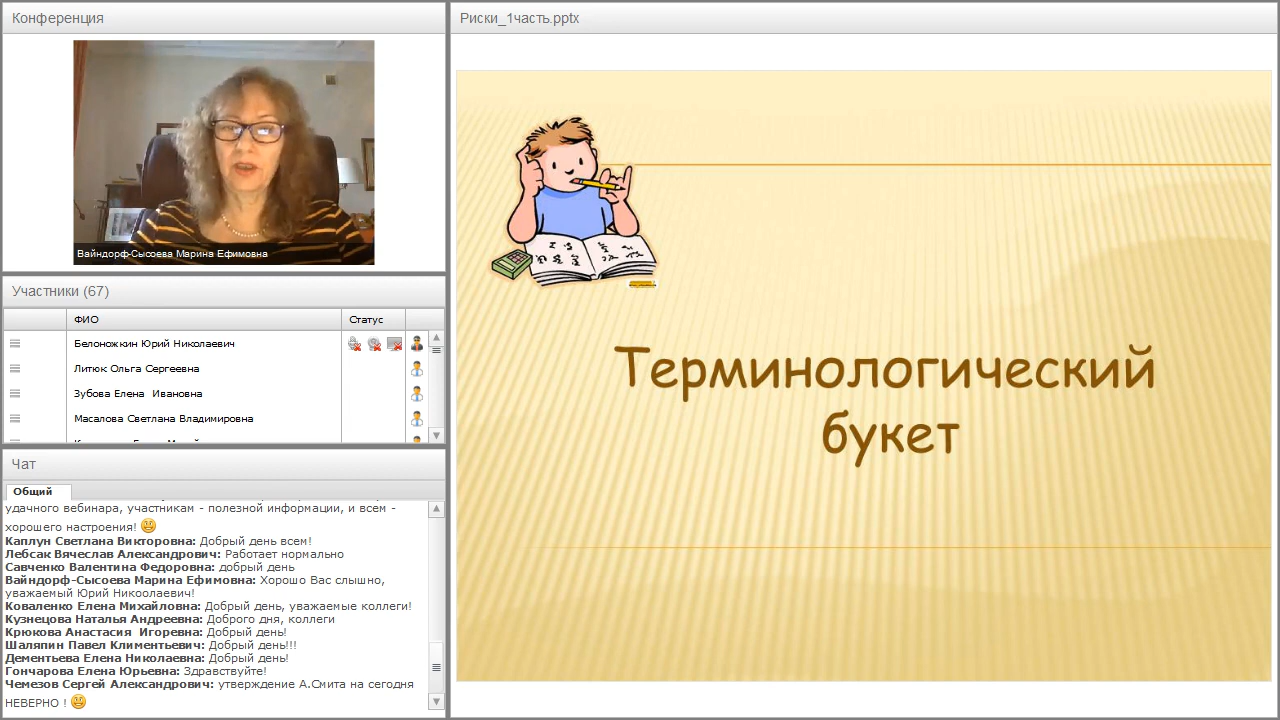 Конференция
Вайндорф-Сысоева Марина Ефимовна
Участники (67)
ФИО
Статус
Белоножкин Юрий Николаевич
Литюк Ольга Сергеевна
Зубова Елена  Ивановна
Масалова Светлана Владимировна
Чат
Общий
удачного вебинара, участникам - полезной информации, и всем -
хорошего настроения!
Каплун Светлана Викторовна: Добрый день всем!
Лебсак Вячеслав Александрович: Работает нормально
Савченко Валентина Федоровна: добрый день
Вайндорф-Сысоева Марина Ефимовна: Хорошо Вас слышно,
уважаемый Юрий Никоолаевич!
Коваленко Елена Михайловна: Добрый день, уважаемые коллеги!
Кузнецова Наталья Андреевна: Доброго дня, коллеги
Крюкова Анастасия  Игоревна: Добрый день!
Шаляпин Павел Климентьевич: Добрый день!!!
Дементьева Елена Николаевна: Добрый день!
Гончарова Елена Юрьевна: Здравствуйте!
Чемезов Сергей Александрович: утверждение А.Смита на сегодня
НЕВЕРНО !
Риски_1часть.pptx
Терминологический
букет